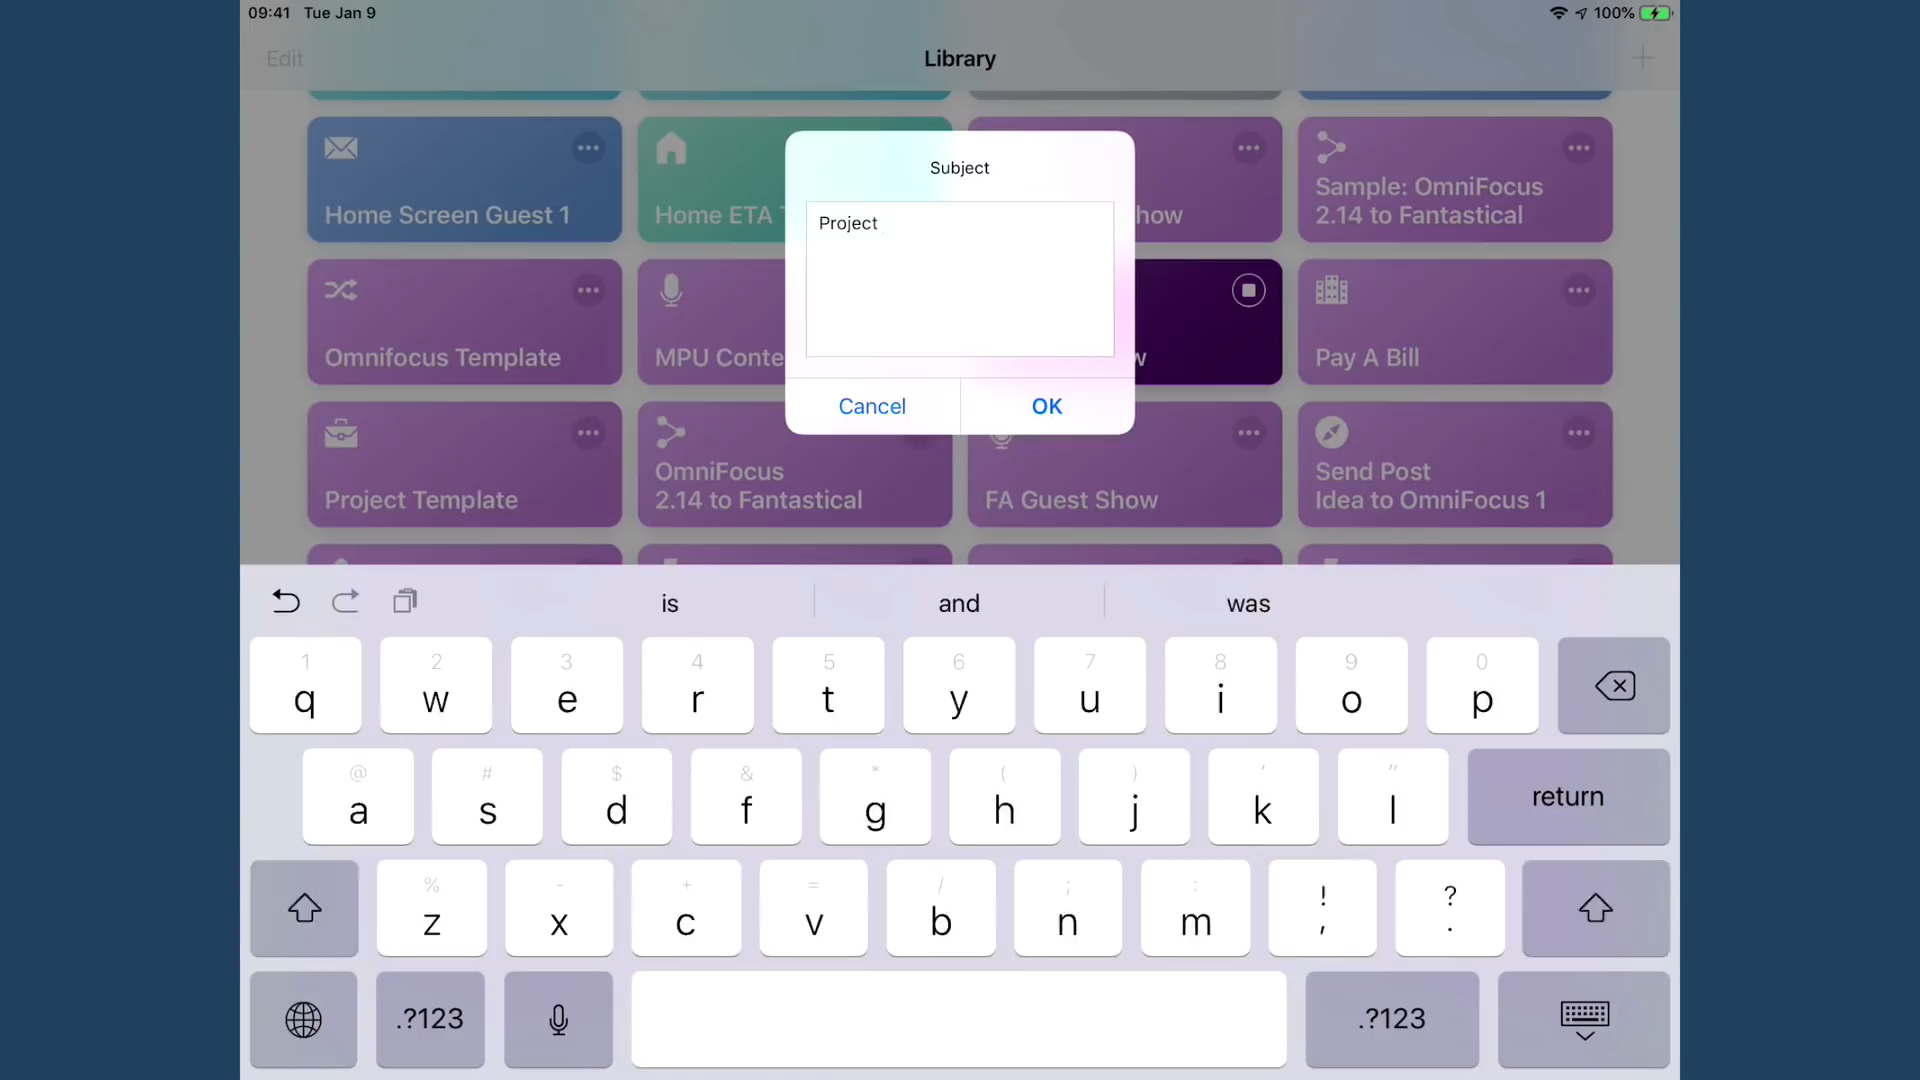 09:41 Tue Jan 9
100%
Edit
Library
Home Screen Guest 1
Home ETA
Sample: OmniFocus
2.14 to Fantastical
Subject
Project
Cancel
OK
Omnifocus Template
MPU Conte
Pay A Bill
Project Template
OmniFocus
2.14 to Fantastical
FA Guest Show
Send Post
Idea to OmniFocus 1
is and was
1 2 3 4 5 6 7 8 9 0
q w e r t y u i o p
@ # $ & * ( ) ' "
a s d f g h j k l return
% - + = / ; : ! ?
z x c v b n m , .
.?123 .?123